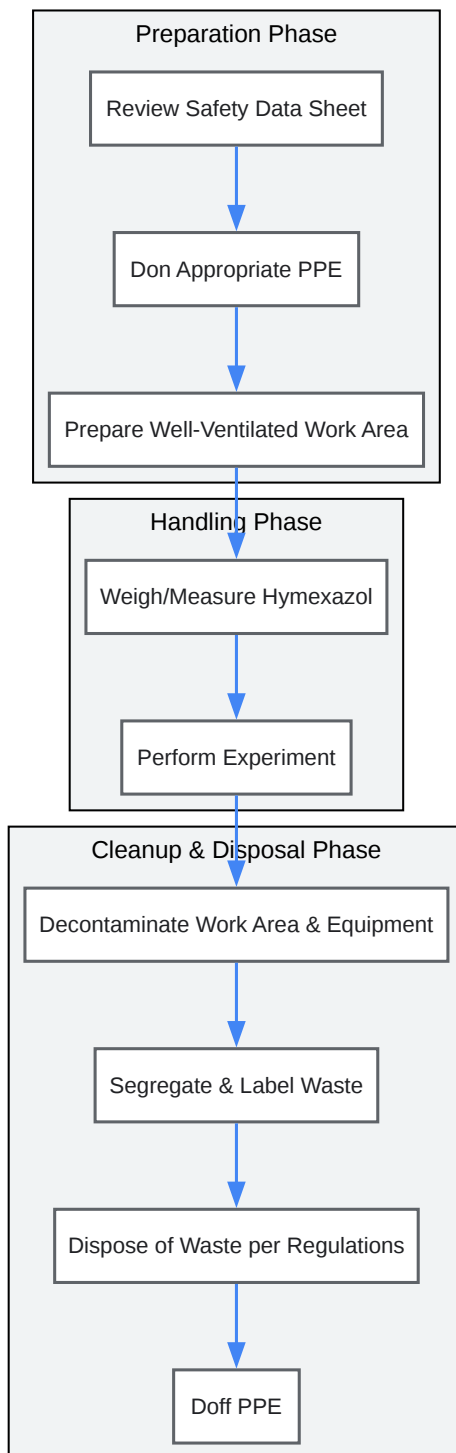 Preparation Phase
Review Safety Data Sheet
Don Appropriate PPE
Prepare Well-Ventilated Work Area
Handling Phase
Weigh/Measure Hymexazol
Perform Experiment
Cleanup & Disposal Phase
Decontaminate Work Area & Equipment
Segregate & Label Waste
Dispose of Waste per Regulations
Doff PPE